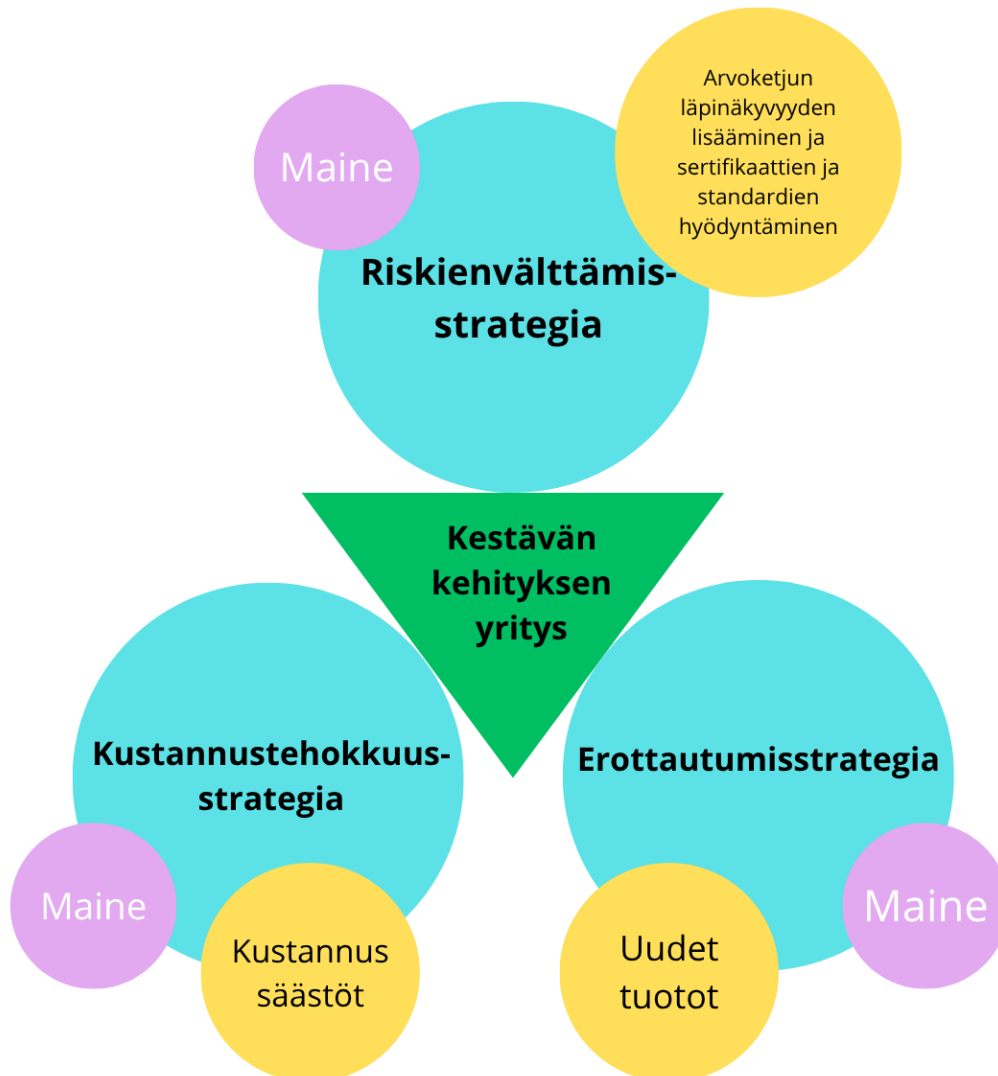 Arvoketjun
läpinäkyvyyden
lisääminen ja
sertifikaattien ja
standardien
hyödyntäminen
Maine
Riskienvälttämis-
strategia
Kestävän
kehityksen
yritys
Kustannustehokkuus-
strategia
Erottautumisstrategia
Maine
Kustannus
säästöt
Uudet
tuotot
Maine